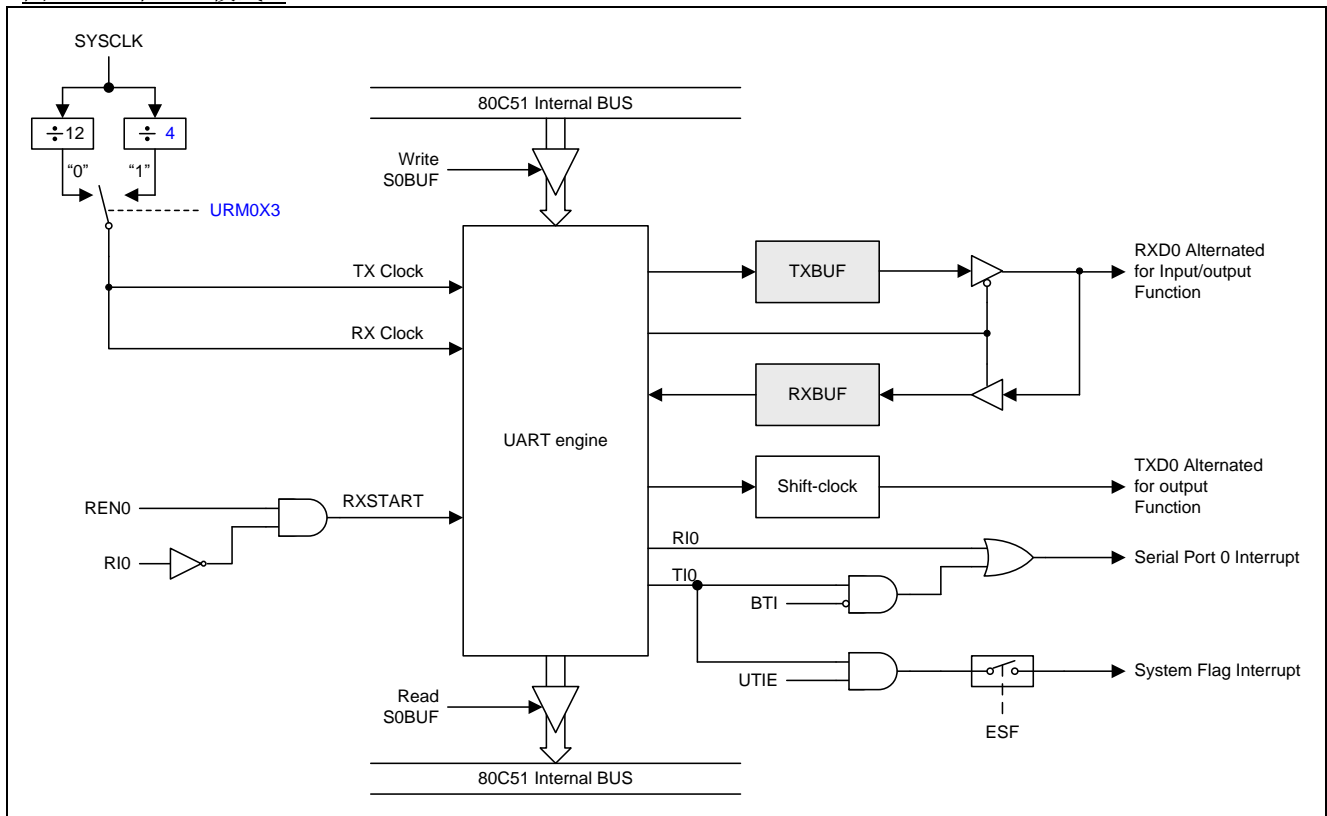 SYSCLK
÷12
÷ 4
“0”
“1”
URM0X3
80C51 Internal BUS
Write
S0BUF
TX Clock
RX Clock
UART engine
TXBUF
RXBUF
Shift-clock
RXD0 Alternated
for Input/output
Function
TXD0 Alternated
for output
Function
REN0
RI0
RXSTART
RI0
TI0
BTI
UTIE
Serial Port 0 Interrupt
System Flag Interrupt
ESF
Read
S0BUF
80C51 Internal BUS